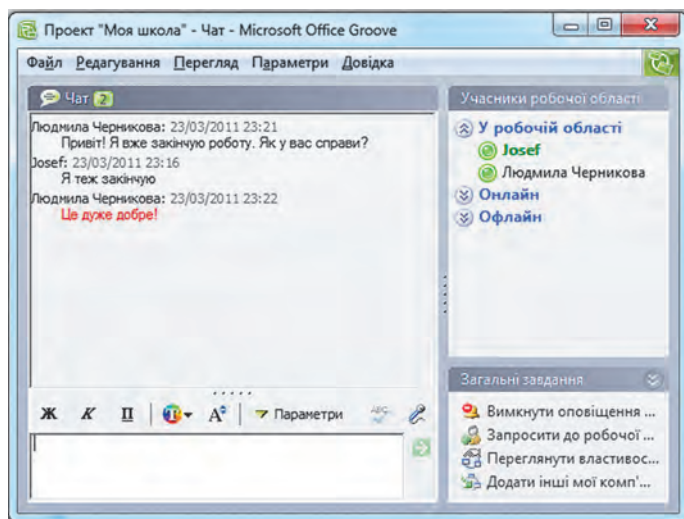 Проект "Моя школа" - Чат - Microsoft Office Groove
Файл Редагування Перегляд Параметри Довідка
Чат 2
Людмила Черникова: 23/03/2011 23:21
Привіт! Я вже закінчую роботу. Як у вас справи?
Josef: 23/03/2011 23:16
Я теж закінчую
Людмила Черникова: 23/03/2011 23:22
Це дуже добре!
Ж К П А Параметри ABC
Учасники робочої області
У робочій області
Josef
Людмила Черникова
Онлайн
Офлайн
Загальні завдання
Вимкнути оповіщення ...
Запросити до робочої ...
Переглянути властивос...
Додати інші мої комп'...